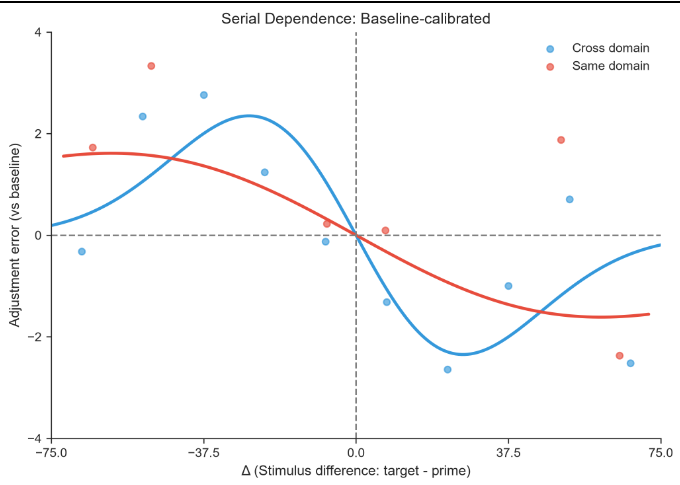 Serial Dependence: Baseline-calibrated
Cross domain
Same domain
Adjustment error (vs baseline)
4
2
0
−2
−4
−75.0 −37.5 0.0 37.5 75.0
Δ (Stimulus difference: target - prime)